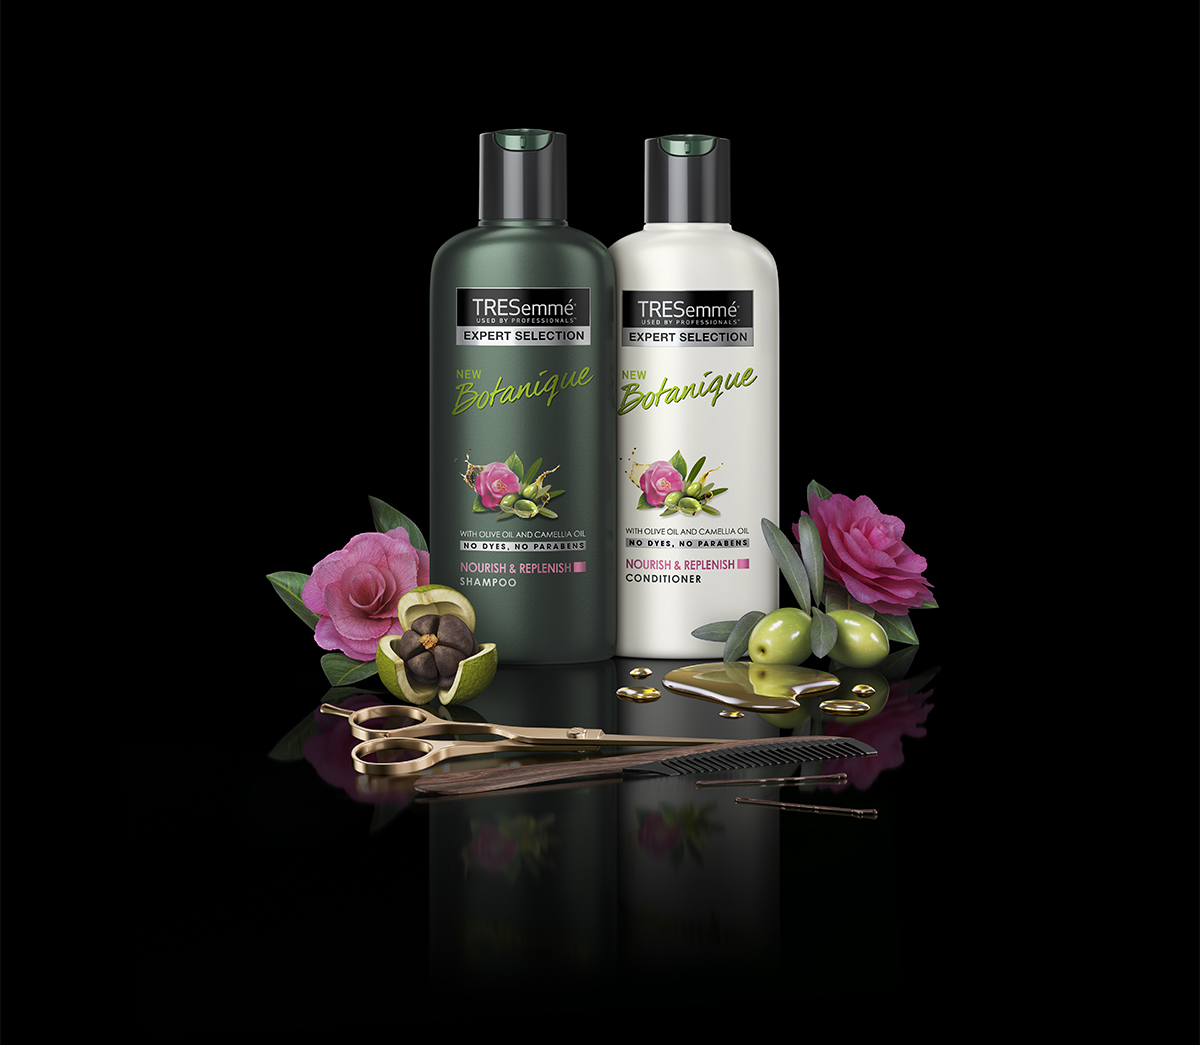 TRESemmé®
USED BY PROFESSIONALS™
EXPERT SELECTION
NEW
Botanique
WITH OLIVE OIL AND CAMELLIA OIL
NO DYES, NO PARABENS
NOURISH & REPLENISH
SHAMPOO
TRESemmé®
USED BY PROFESSIONALS™
EXPERT SELECTION
NEW
Botanique
WITH OLIVE OIL AND CAMELLIA OIL
NO DYES, NO PARABENS
NOURISH & REPLENISH
CONDITIONER